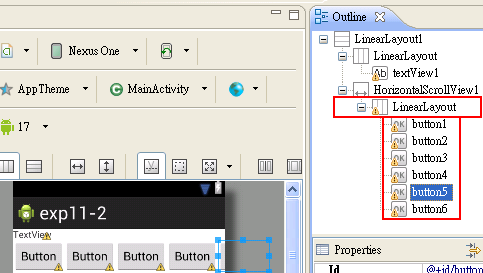 Outline
Nexus One
LinearLayout1
LinearLayout
textView1
AppTheme
MainActivity
HorizontalScrollView1
LinearLayout
17
button1
button2
button3
button4
button5
button6
exp11-2
TextView
Button
Button
Button
Button
Properties
Id
@+id/button